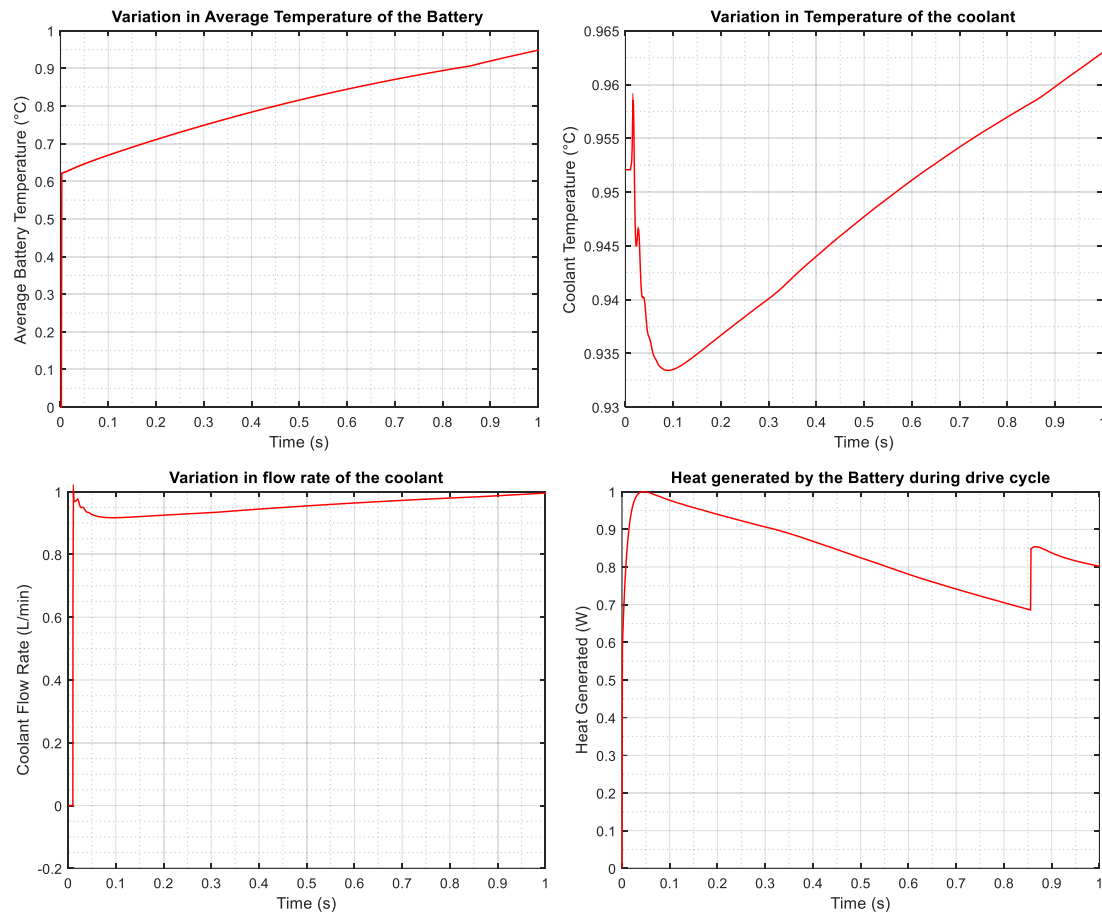 Variation in Average Temperature of the Battery
1
0.9
0.8
0.7
0.6
0.5
0.4
0.3
0.2
0.1
0
Average Battery Temperature (°C)
0 0.1 0.2 0.3 0.4 0.5 0.6 0.7 0.8 0.9 1
Time (s)
Variation in Temperature of the coolant
0.965
0.96
0.955
0.95
0.945
0.94
0.935
0.93
Coolant Temperature (°C)
0 0.1 0.2 0.3 0.4 0.5 0.6 0.7 0.8 0.9 1
Time (s)
Variation in flow rate of the coolant
1
0.8
0.6
0.4
0.2
0
-0.2
Coolant Flow Rate (L/min)
0 0.1 0.2 0.3 0.4 0.5 0.6 0.7 0.8 0.9 1
Time (s)
Heat generated by the Battery during drive cycle
1
0.9
0.8
0.7
0.6
0.5
0.4
0.3
0.2
0.1
0
Heat Generated (W)
0 0.1 0.2 0.3 0.4 0.5 0.6 0.7 0.8 0.9 1
Time (s)